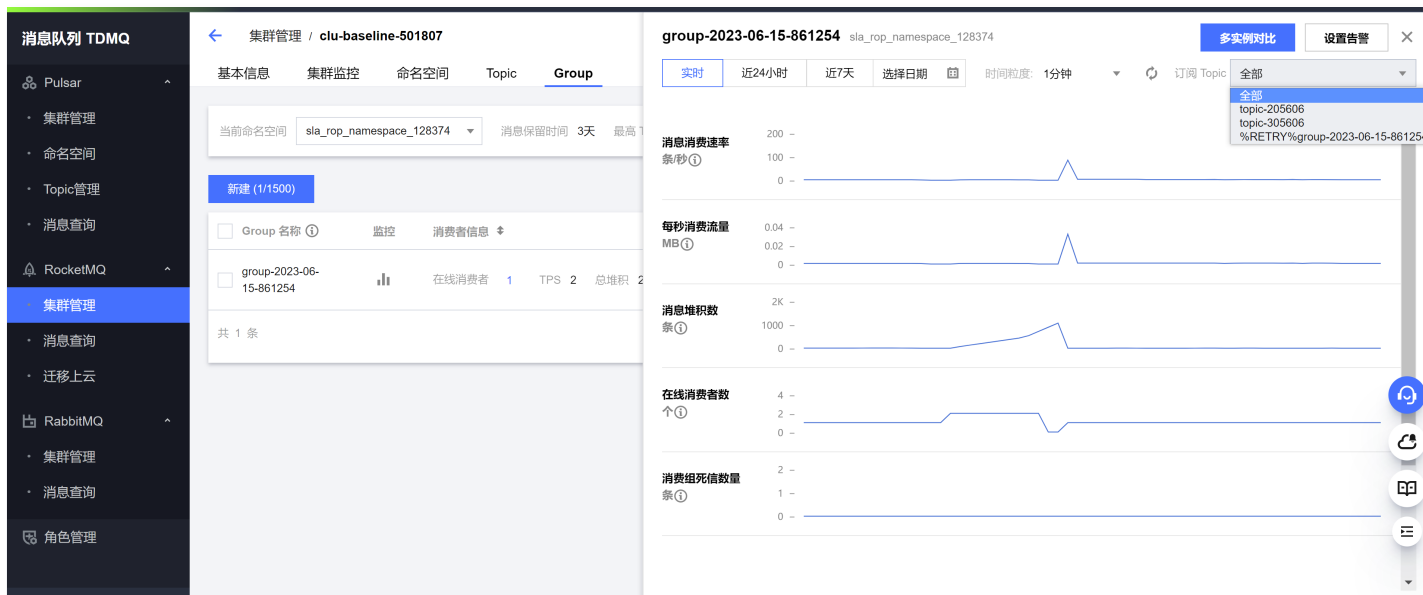 消息队列 TDMQ
Pulsar
集群管理
命名空间
Topic管理
消息查询
RocketMQ
集群管理
消息查询
迁移上云
RabbitMQ
集群管理
消息查询
角色管理
集群管理 / clu-baseline-501807
基本信息 集群监控 命名空间 Topic Group
当前命名空间 sla_rop_namespace_128374 消息保留时间 3天 最高
新建 (1/1500)
Group 名称 监控 消费者信息
group-2023-06-
15-861254
在线消费者 1 TPS 2 总堆积 2
共 1 条
group-2023-06-15-861254 sla_rop_namespace_128374
多实例对比 设置告警
实时 近24小时 近7天 选择日期 时间粒度: 1分钟 订阅 Topic 全部
全部
topic-205606
topic-305606
%RETRY%group-2023-06-15-861254
消息消费速率
条/秒
200
100
0
每秒消费流量
MB
0.04
0.02
0
消息堆积数
条
2K
1000
0
在线消费者数
个
4
2
0
消费组死信数量
条
2
1
0